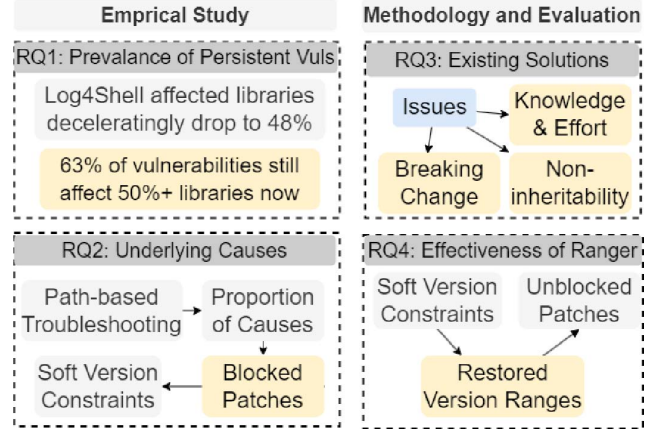 Emprical Study
RQ1: Prevalance of Persistent Vuls
Log4Shell affected libraries
deceleratingly drop to 48%
63% of vulnerabilities still
affect 50%+ libraries now
RQ2: Underlying Causes
Path-based
Troubleshooting
Proportion
of Causes
Soft Version
Constraints
Blocked
Patches
Methodology and Evaluation
RQ3: Existing Solutions
Issues
Knowledge
& Effort
Breaking
Change
Non-
inheritability
RQ4: Effectiveness of Ranger
Soft Version
Constraints
Unblocked
Patches
Restored
Version Ranges